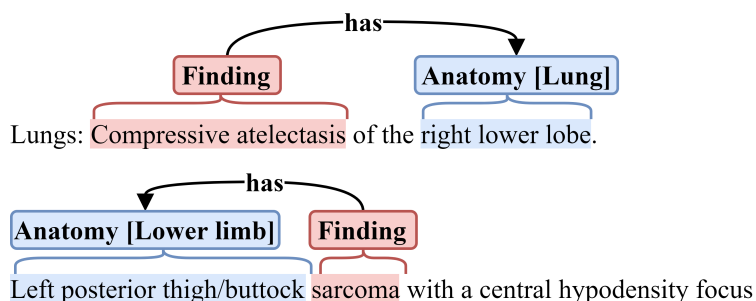 has
Finding Anatomy [Lung]
Lungs: Compressive atelectasis of the right lower lobe.
has
Anatomy [Lower limb] Finding
Left posterior thigh/buttock sarcoma with a central hypodensity focus